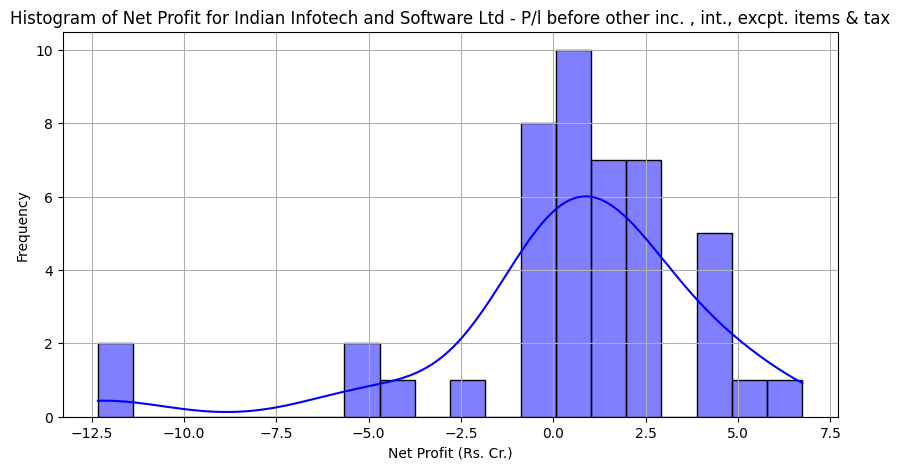 Histogram of Net Profit for Indian Infotech and Software Ltd - P/l before other inc. , int., excpt. items & tax
10
8
6
4
2
0
Frequency
−12.5 −10.0 −7.5 −5.0 −2.5 0.0 2.5 5.0 7.5
Net Profit (Rs. Cr.)